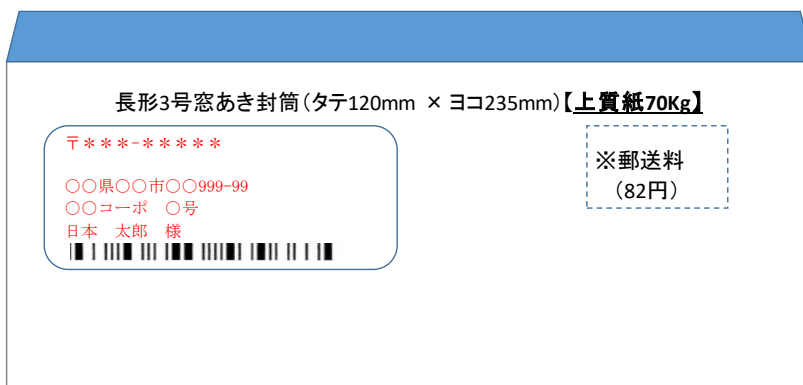 長形3号窓あき封筒（タテ120mm × ヨコ235mm）【上質紙70Kg】
〒＊＊＊-＊＊＊＊＊
○○県○○市○○999-99
○○コーポ　○号
日本　太郎　様
※郵送料
（82円）